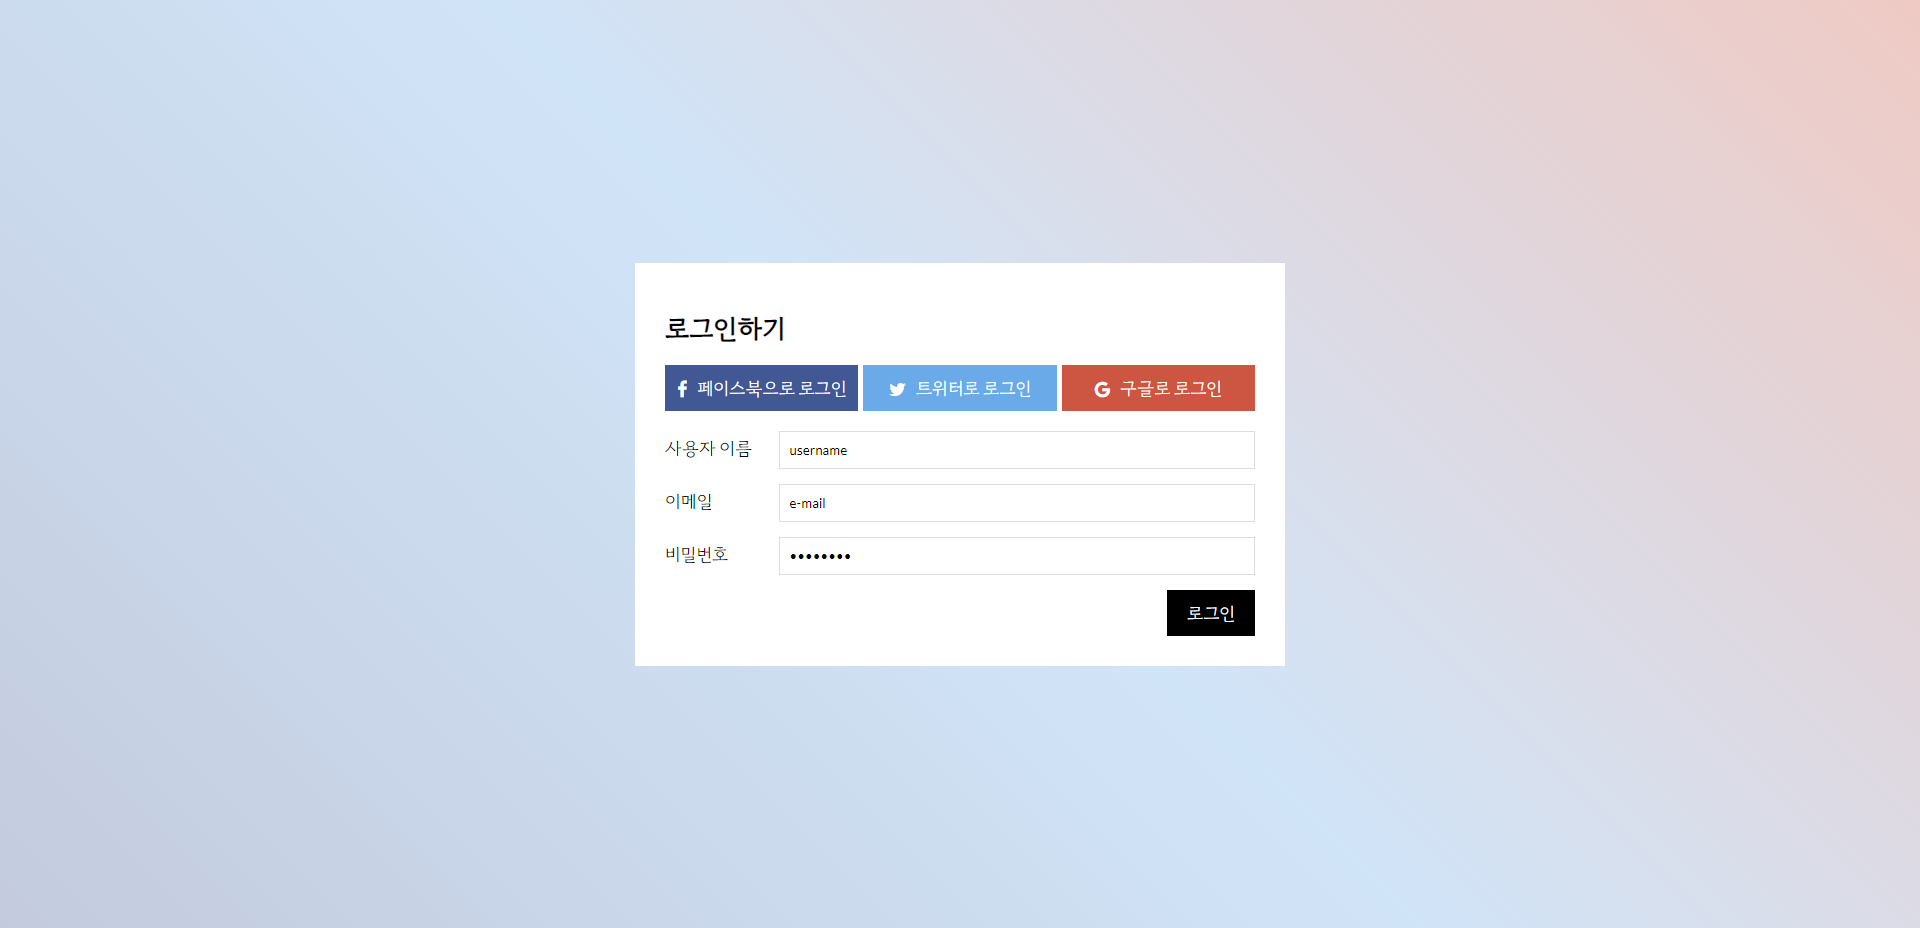 로그인하기
페이스북으로 로그인 트위터로 로그인 구글로 로그인
사용자 이름 username
이메일 e-mail
비밀번호 ••••••••
로그인